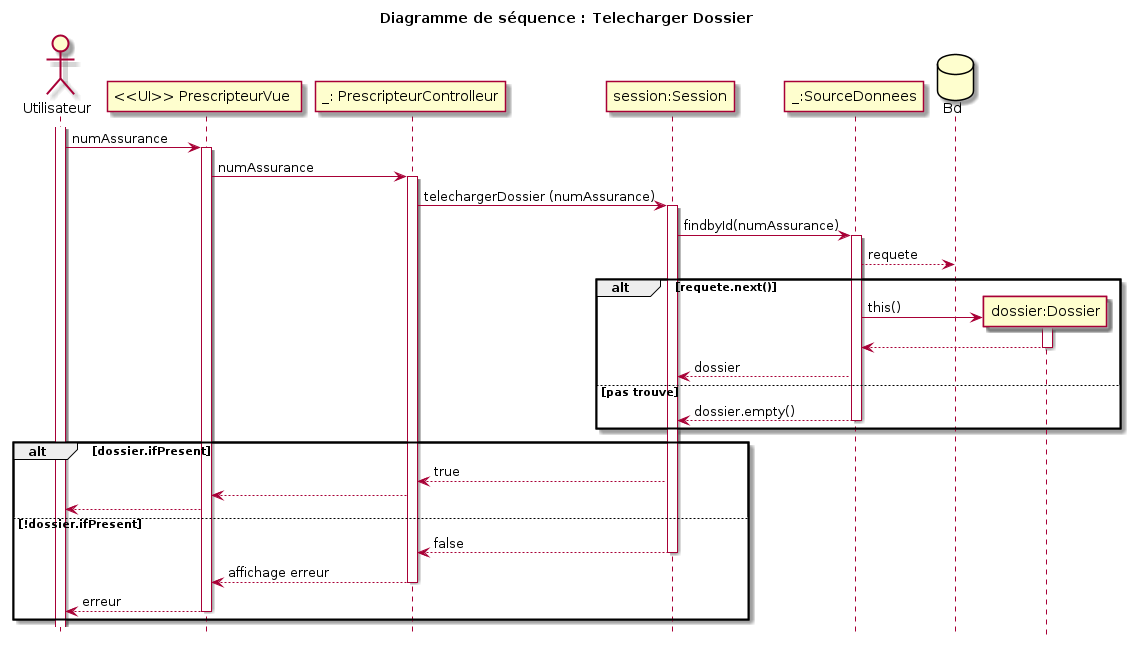 Diagramme de séquence : Telecharger Dossier
Utilisateur
<<UI>> PrescripteurVue
_: PrescripteurControlleur
session:Session
_:SourceDonnees
Bd
numAssurance
numAssurance
telechargerDossier (numAssurance)
findbyId(numAssurance)
requete
alt
[requete.next()]
this()
dossier:Dossier
dossier
[pas trouve]
dossier.empty()
alt
[dossier.ifPresent]
true
[!dossier.ifPresent]
false
affichage erreur
erreur